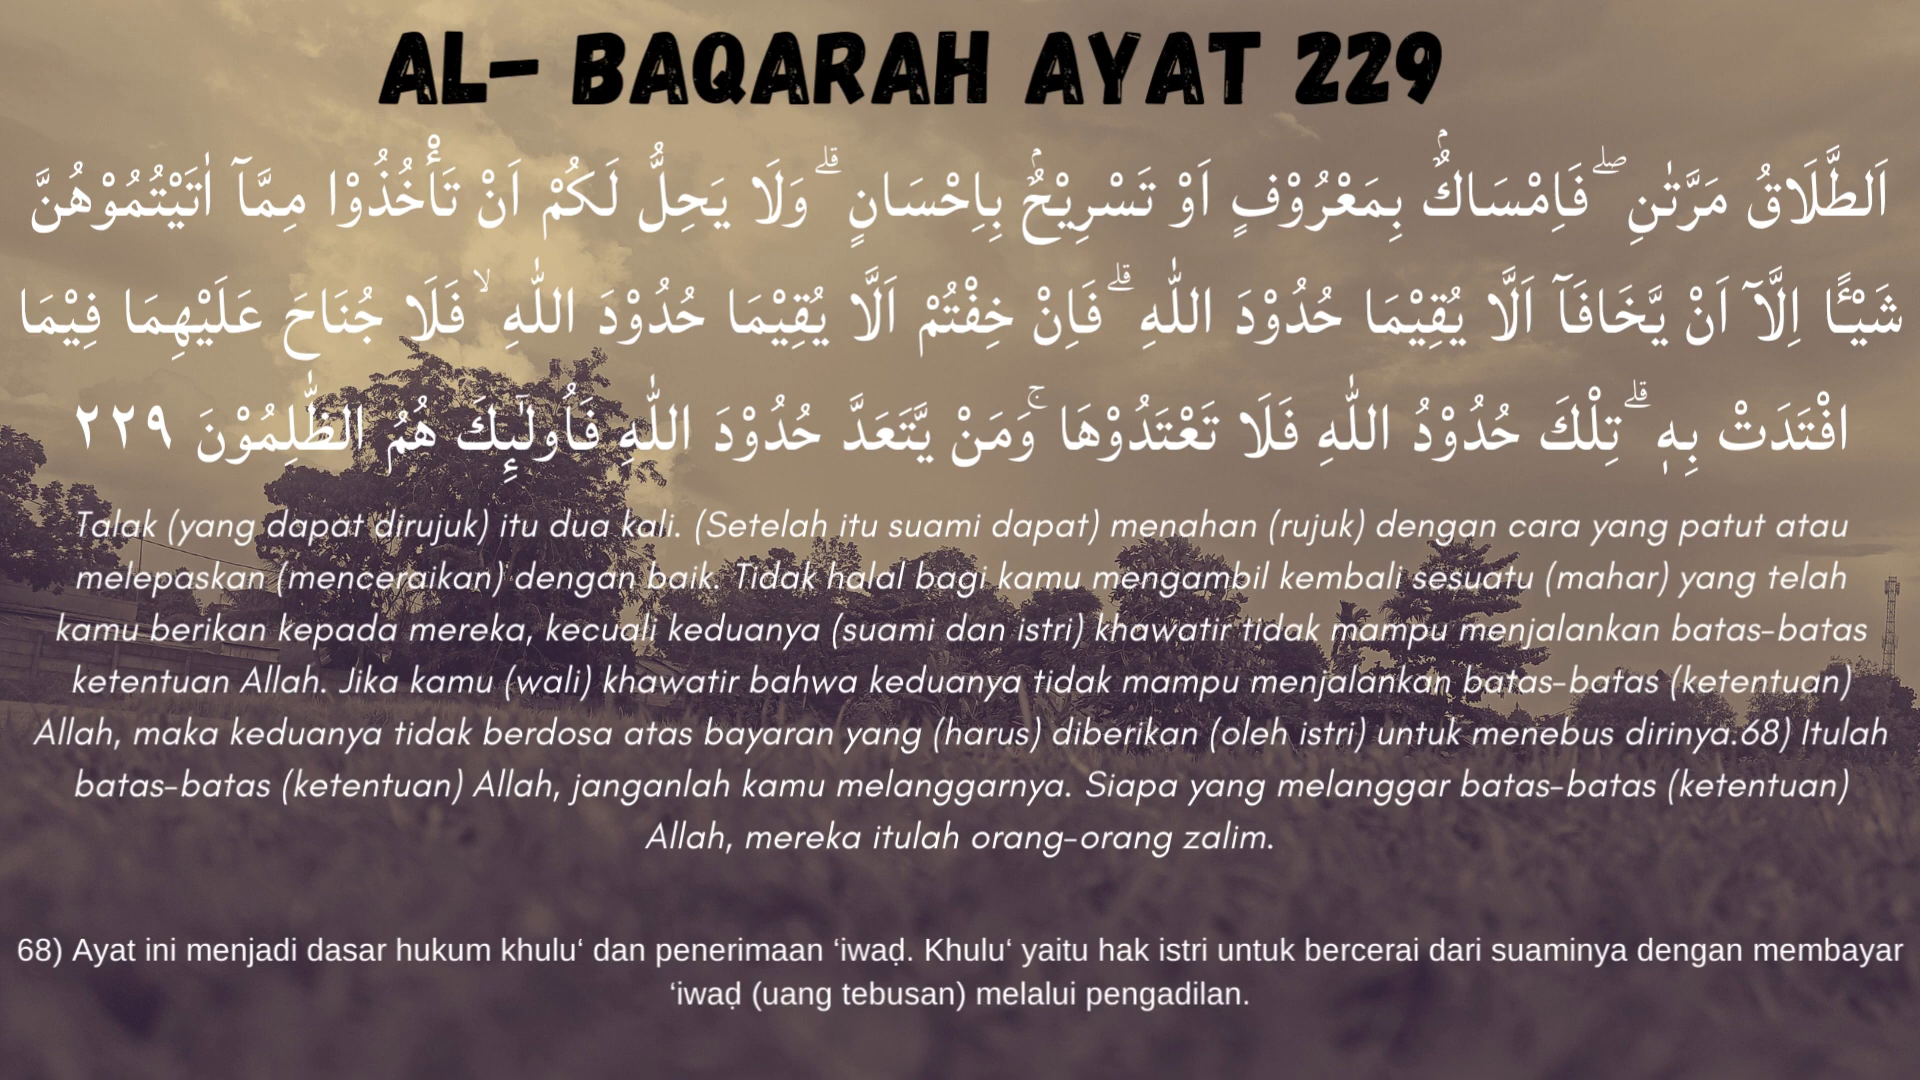 AL- BAQARAH AYAT 229
اَلطَّلَاقُ مَرَّتٰنِ ۖ فَاِمْسَاكٌۢ بِمَعْرُوْفٍ اَوْ تَسْرِيْحٌۢ بِاِحْسَانٍ ۗ وَلَا يَحِلُّ لَكُمْ اَنْ تَأْخُذُوْا مِمَّآ اٰتَيْتُمُوْهُنَّ
شَيْـًٔا اِلَّآ اَنْ يَّخَافَآ اَلَّا يُقِيْمَا حُدُوْدَ اللّٰهِ ۗ فَاِنْ خِفْتُمْ اَلَّا يُقِيْمَا حُدُوْدَ اللّٰهِ ۙ فَلَا جُنَاحَ عَلَيْهِمَا فِيْمَا
افْتَدَتْ بِهٖ ۗ تِلْكَ حُدُوْدُ اللّٰهِ فَلَا تَعْتَدُوْهَا ۚوَمَنْ يَّتَعَدَّ حُدُوْدَ اللّٰهِ فَاُولٰۤىِٕكَ هُمُ الظّٰلِمُوْنَ ٢٢٩
Talak (yang dapat dirujuk) itu dua kali. (Setelah itu suami dapat) menahan (rujuk) dengan cara yang patut atau
melepaskan (menceraikan) dengan baik. Tidak halal bagi kamu mengambil kembali sesuatu (mahar) yang telah
kamu berikan kepada mereka, kecuali keduanya (suami dan istri) khawatir tidak mampu menjalankan batas-batas
ketentuan Allah. Jika kamu (wali) khawatir bahwa keduanya tidak mampu menjalankan batas-batas (ketentuan)
Allah, maka keduanya tidak berdosa atas bayaran yang (harus) diberikan (oleh istri) untuk menebus dirinya.68) Itulah
batas-batas (ketentuan) Allah, janganlah kamu melanggarnya. Siapa yang melanggar batas-batas (ketentuan)
Allah, mereka itulah orang-orang zalim.
68) Ayat ini menjadi dasar hukum khulu‘ dan penerimaan ‘iwaḍ. Khulu‘ yaitu hak istri untuk bercerai dari suaminya dengan membayar
‘iwaḍ (uang tebusan) melalui pengadilan.